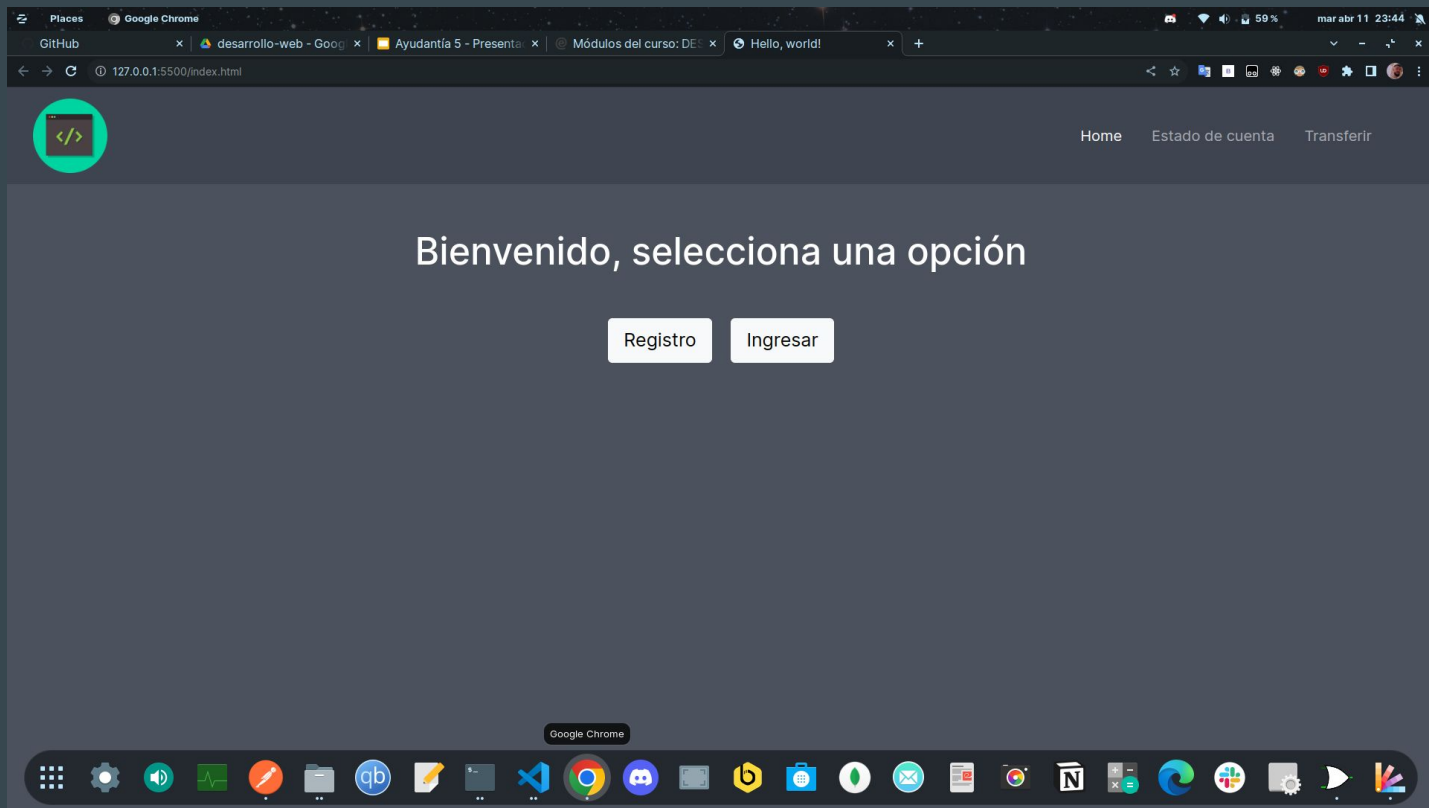 Places Google Chrome 59 % mar abr 11 23:44
GitHub desarrollo-web - Goog Ayudantía 5 - Presenta Módulos del curso: DES Hello, world!
127.0.0.1:5500/index.html
</>
Home Estado de cuenta Transferir
Bienvenido, selecciona una opción
Registro Ingresar
Google Chrome
qb